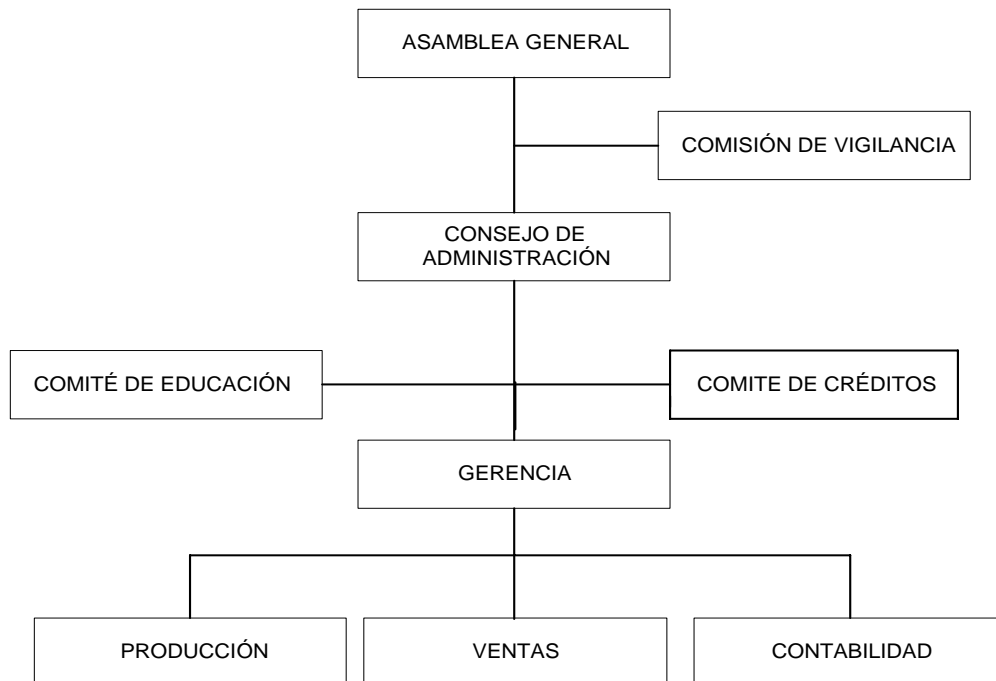 ASAMBLEA GENERAL
COMISIÓN DE VIGILANCIA
CONSEJO DE
ADMINISTRACIÓN
COMITÉ DE EDUCACIÓN
COMITE DE CRÉDITOS
GERENCIA
PRODUCCIÓN
VENTAS
CONTABILIDAD